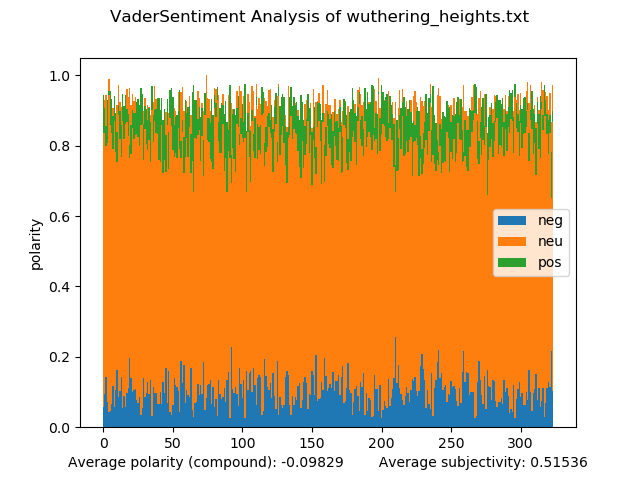 VaderSentiment Analysis of wuthering_heights.txt
1.0
0.8
0.6
0.4
0.2
0.0
polarity
neg
neu
pos
0 50 100 150 200 250 300
Average polarity (compound): -0.09829 Average subjectivity: 0.51536